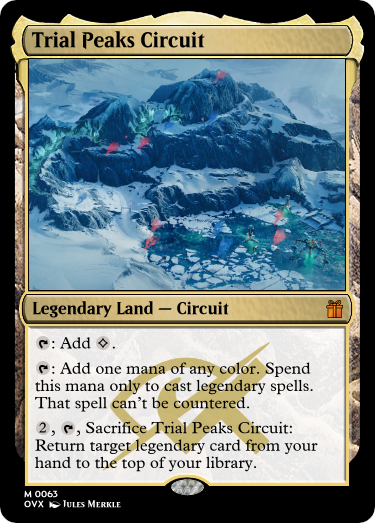 Trial Peaks Circuit
Legendary Land — Circuit
: Add .
: Add one mana of any color. Spend
this mana only to cast legendary spells.
That spell can't be countered.
2, , Sacrifice Trial Peaks Circuit:
Return target legendary card from your
hand to the top of your library.
M 0063
OVX Jules Merkle